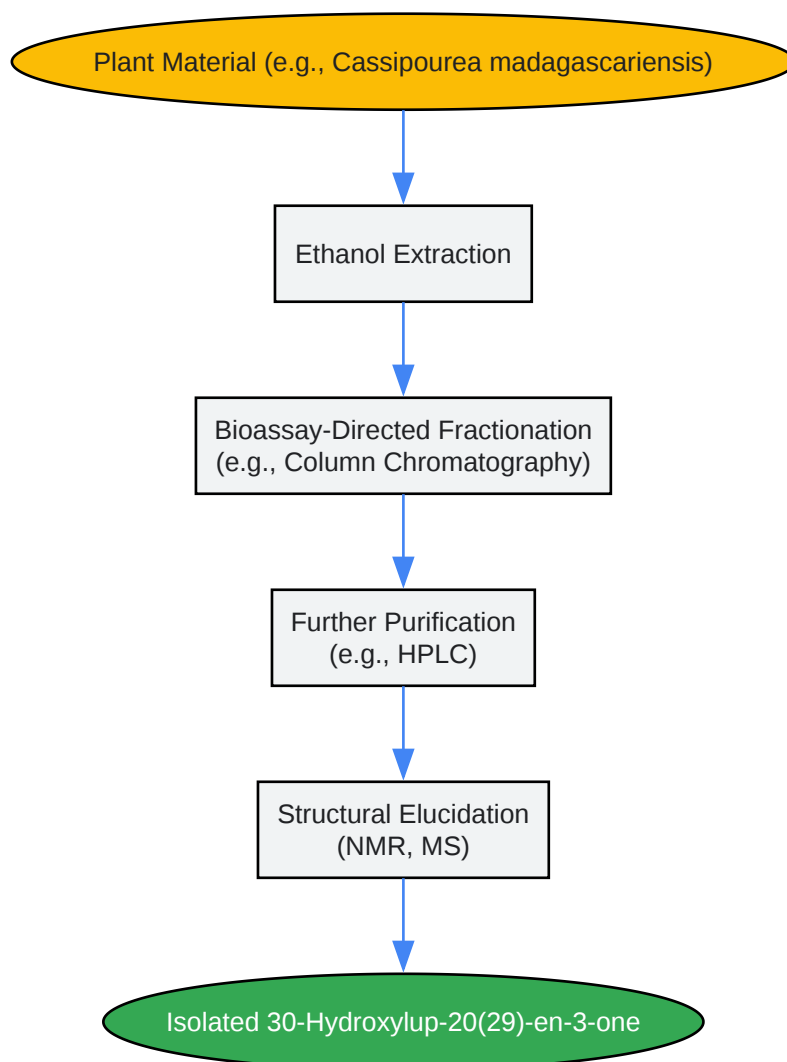 Plant Material (e.g., Cassipourea madagascariensis)
Ethanol Extraction
Bioassay-Directed Fractionation
(e.g., Column Chromatography)
Further Purification
(e.g., HPLC)
Structural Elucidation
(NMR, MS)
Isolated 30-Hydroxylup-20(29)-en-3-one